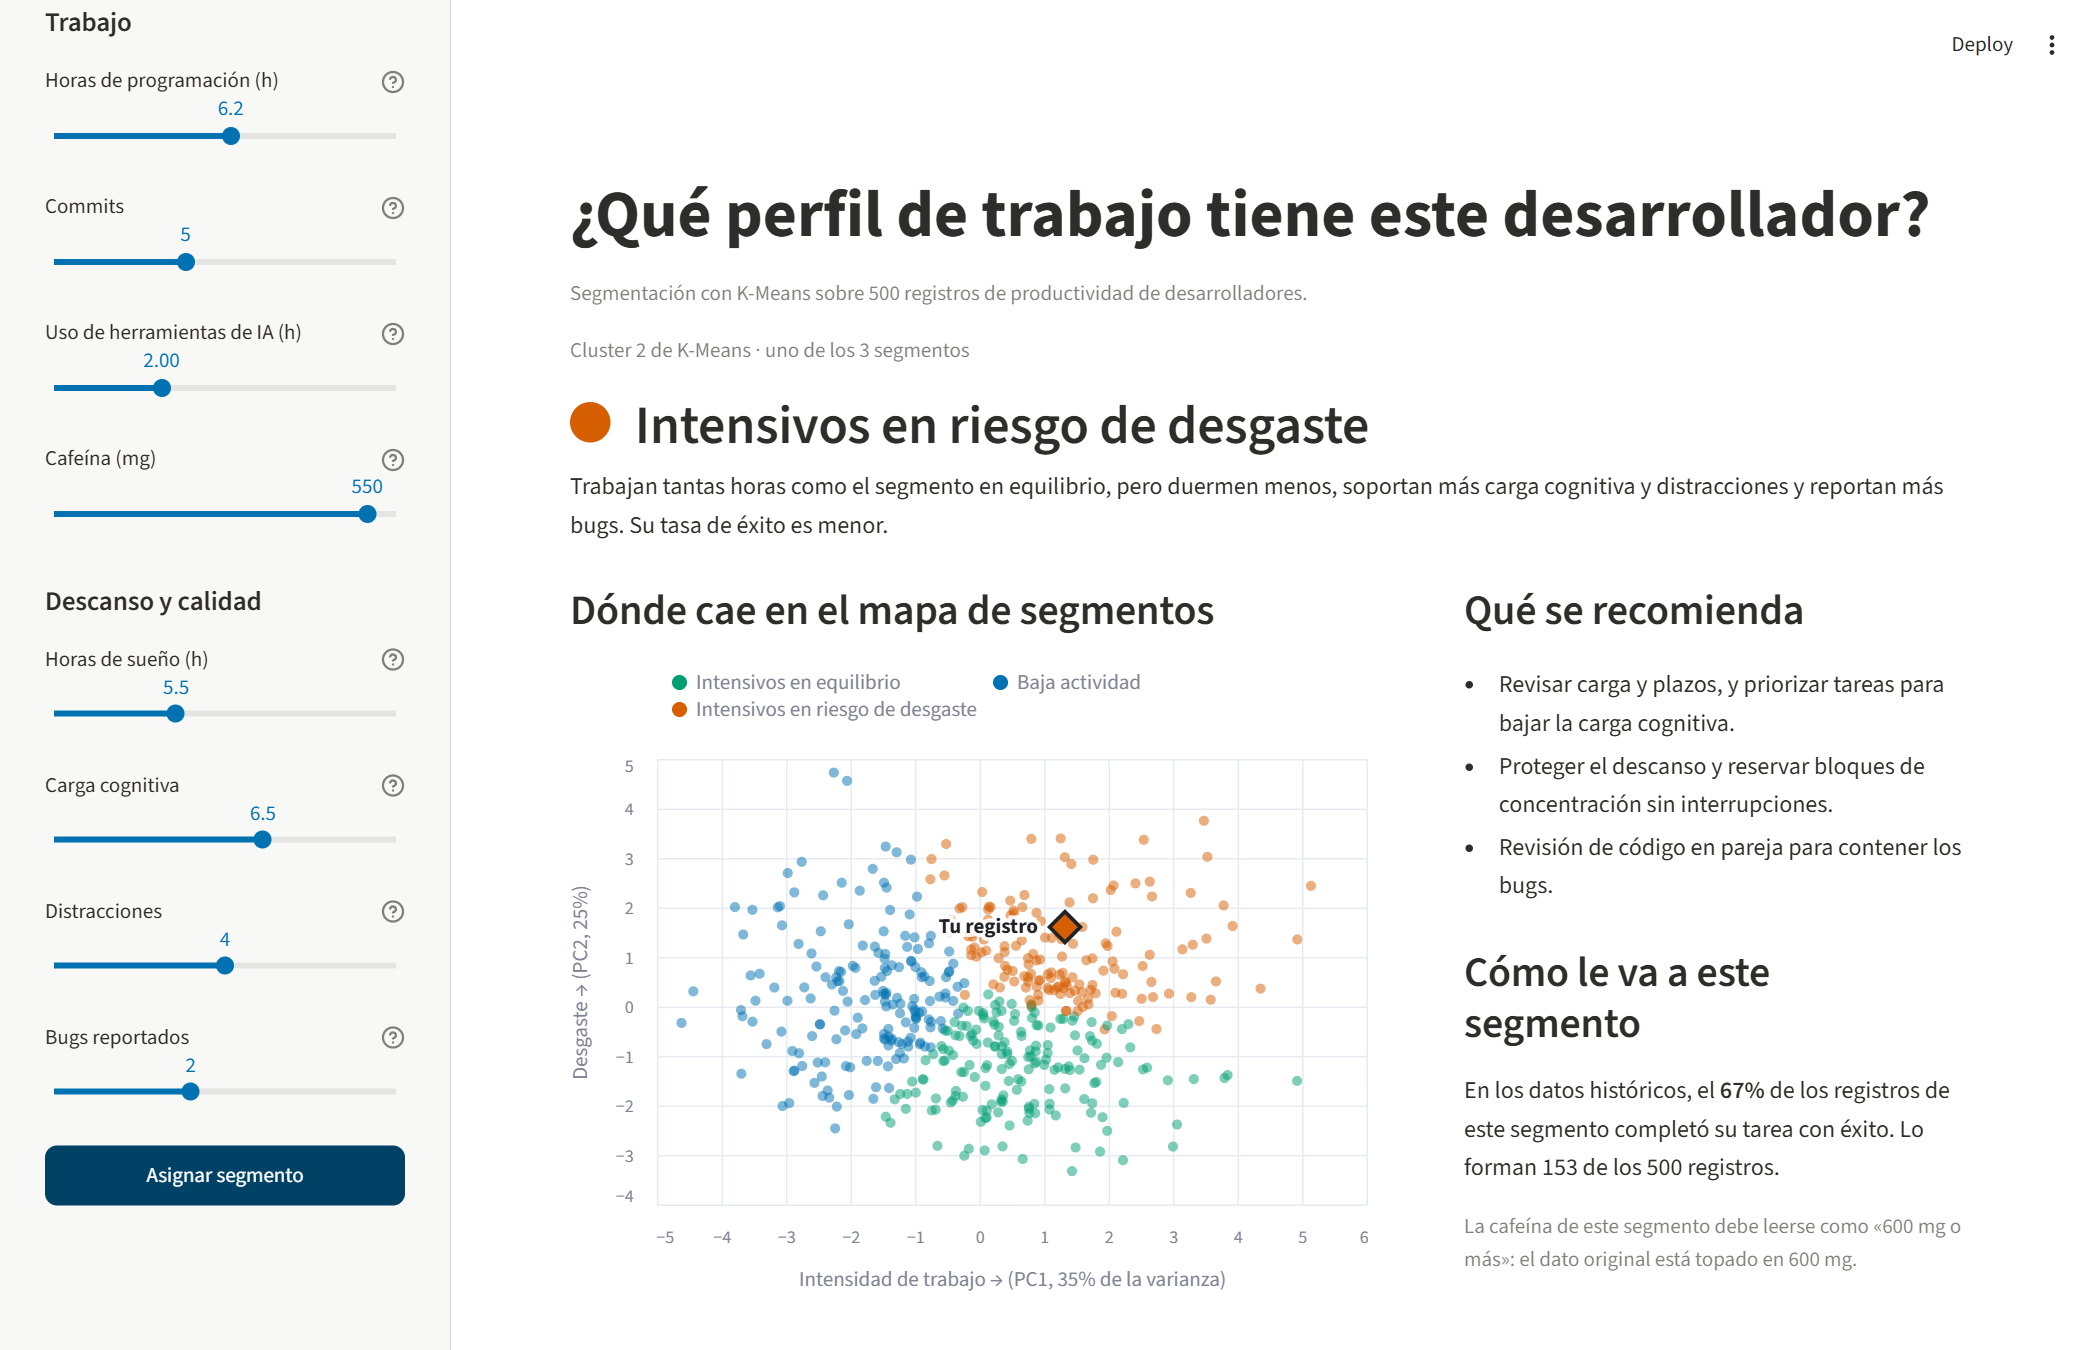 Trabajo
Horas de programación (h)
6.2
Commits
5
Uso de herramientas de IA (h)
2.00
Cafeína (mg)
550
Descanso y calidad
Horas de sueño (h)
5.5
Carga cognitiva
6.5
Distracciones
4
Bugs reportados
2
Asignar segmento
Deploy
¿Qué perfil de trabajo tiene este desarrollador?
Segmentación con K-Means sobre 500 registros de productividad de desarrolladores.
Cluster 2 de K-Means · uno de los 3 segmentos
Intensivos en riesgo de desgaste
Trabajan tantas horas como el segmento en equilibrio, pero duermen menos, soportan más carga cognitiva y distracciones y reportan más
bugs. Su tasa de éxito es menor.
Dónde cae en el mapa de segmentos
Intensivos en equilibrio
Baja actividad
Intensivos en riesgo de desgaste
5
4
3
2
1
0
−1
−2
−3
−4
Desgaste → (PC2, 25%)
Tu registro
−5 −4 −3 −2 −1 0 1 2 3 4 5 6
Intensidad de trabajo → (PC1, 35% de la varianza)
Qué se recomienda
• Revisar carga y plazos, y priorizar tareas para
bajar la carga cognitiva.
• Proteger el descanso y reservar bloques de
concentración sin interrupciones.
• Revisión de código en pareja para contener los
bugs.
Cómo le va a este
segmento
En los datos históricos, el 67% de los registros de
este segmento completó su tarea con éxito. Lo
forman 153 de los 500 registros.
La cafeína de este segmento debe leerse como «600 mg o
más»: el dato original está topado en 600 mg.